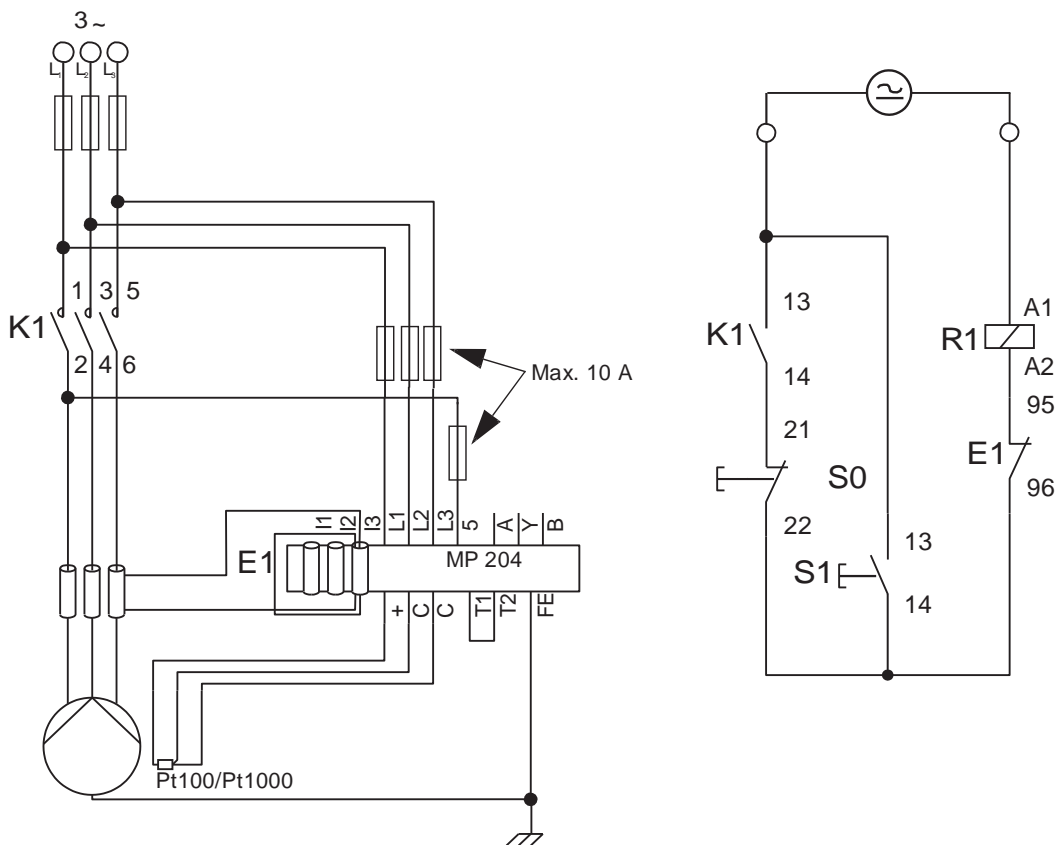 3 ~
L1 L2 L3
1 3 5
K1
2 4 6
Max. 10 A
I1 I2 I3 L1 L2 L3 5 A Y B
E1
MP 204
+ C C T1 T2 FE
Pt100/Pt1000
13
K1
14
21
S0
22
13
S1
14
A1
R1
A2
95
E1
96